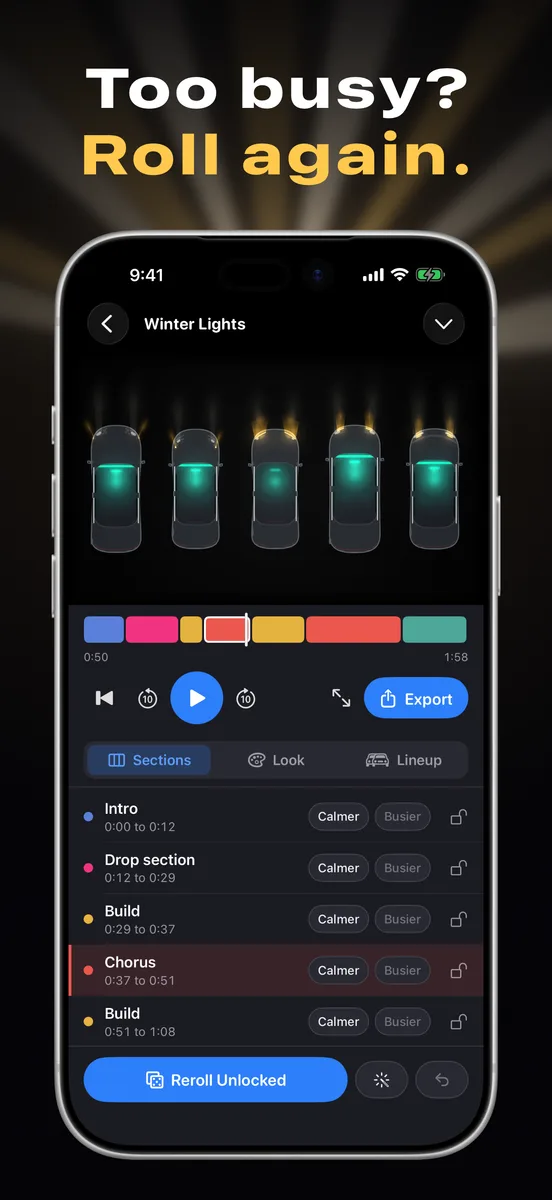 Too busy?
Roll again.
9:41
Winter Lights
0:50
1:58
10
10
Export
Sections
Look
Lineup
Intro
0:00 to 0:12
Calmer
Busier
Drop section
0:12 to 0:29
Calmer
Busier
Build
0:29 to 0:37
Calmer
Busier
Chorus
0:37 to 0:51
Calmer
Busier
Build
0:51 to 1:08
Calmer
Busier
Reroll Unlocked